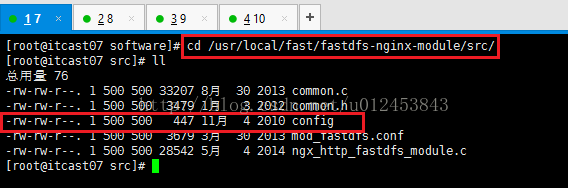 1 7 × 2 8 × 3 9 × 4 10 × +
[root@itcast07 software]# cd /usr/local/fast/fastdfs-nginx-module/src/
[root@itcast07 src]# ll
总用量 76
-rw-rw-r--. 1 500 500 33207 8月 30 2013 common.c
-rw-rw-r--. 1 500 500 3479 1月 3 2012 common.h
-rw-rw-r--. 1 500 500 447 11月 4 2010 config
-rw-rw-r--. 1 500 500 3679 3月 30 2013 mod_fastdfs.conf
-rw-rw-r--. 1 500 500 28542 5月 4 2014 ngx_http_fastdfs_module.c
[root@itcast07 src]#